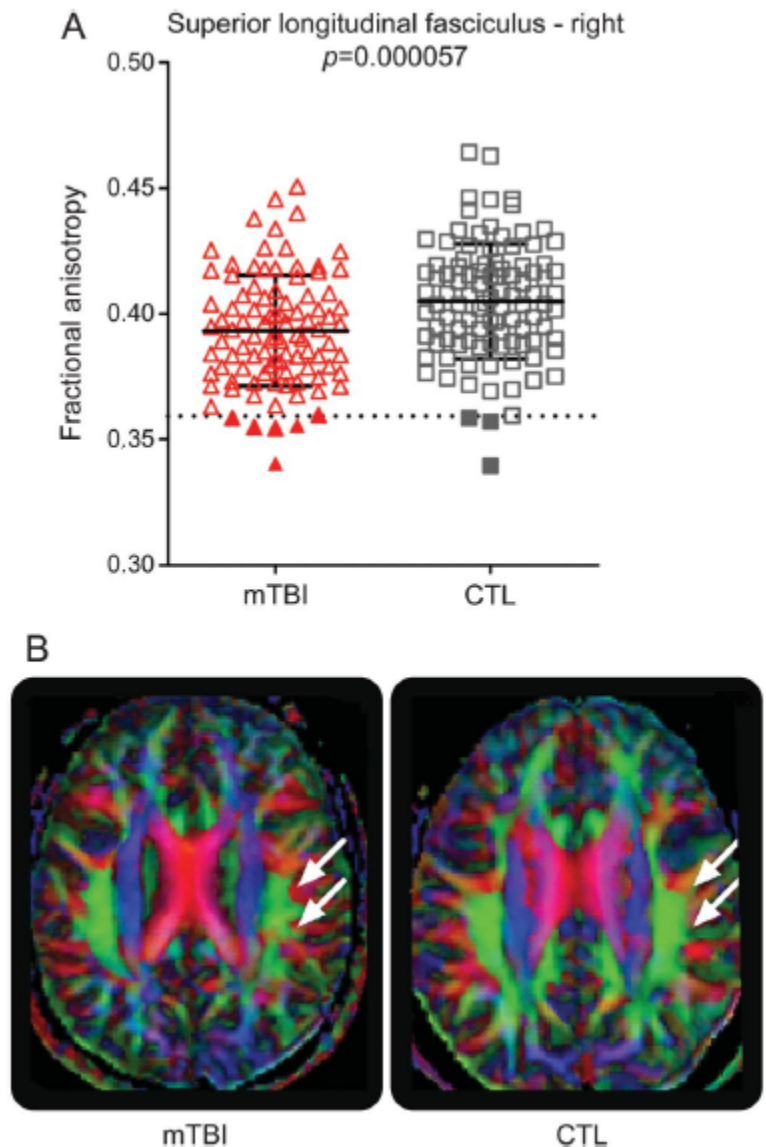 A
Superior longitudinal fasciculus - right
p=0.000057
Fractional anisotropy
0.50
0.45
0.40
0.35
0.30
mTBI
CTL
B
mTBI
CTL